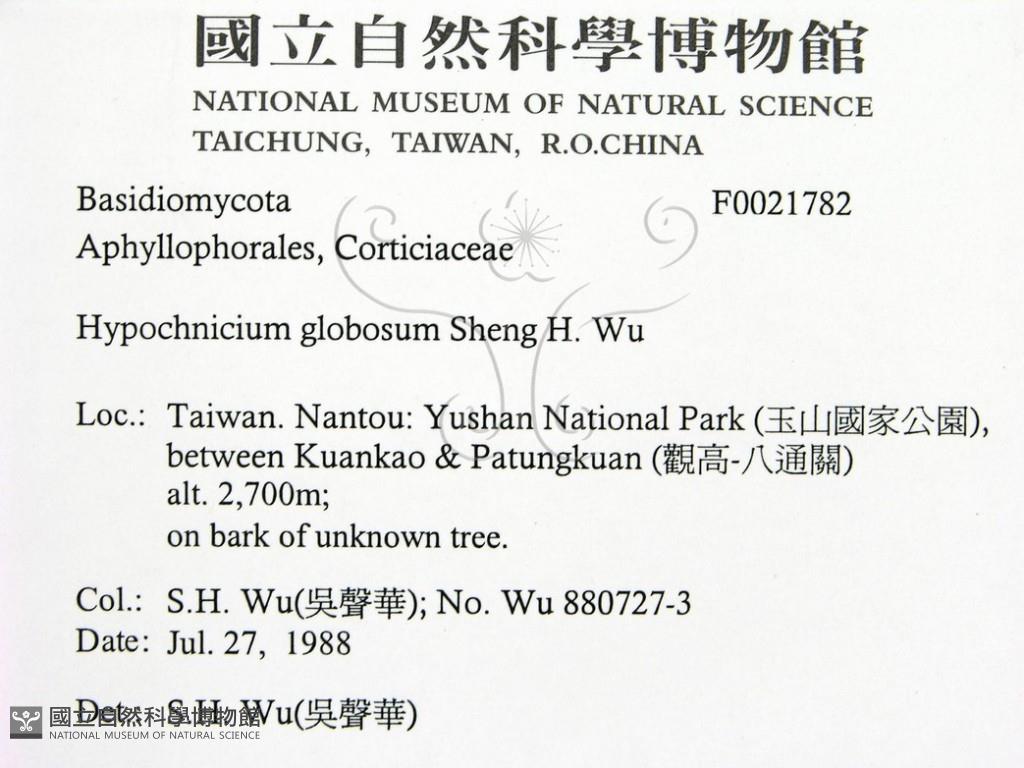 國立自然科學博物館
NATIONAL MUSEUM OF NATURAL SCIENCE
TAICHUNG, TAIWAN, R.O.CHINA
Basidiomycota F0021782
Aphyllophorales, Corticiaceae
Hypochnicium globosum Sheng H. Wu
Loc.: Taiwan. Nantou: Yushan National Park (玉山國家公園),
between Kuankao & Patungkuan (觀高-八通關)
alt. 2,700m;
on bark of unknown tree.
Col.: S.H. Wu(吳聲華); No. Wu 880727-3
Date: Jul. 27, 1988
Det.: S.H. Wu(吳聲華)
國立自然科學博物館
NATIONAL MUSEUM OF NATURAL SCIENCE